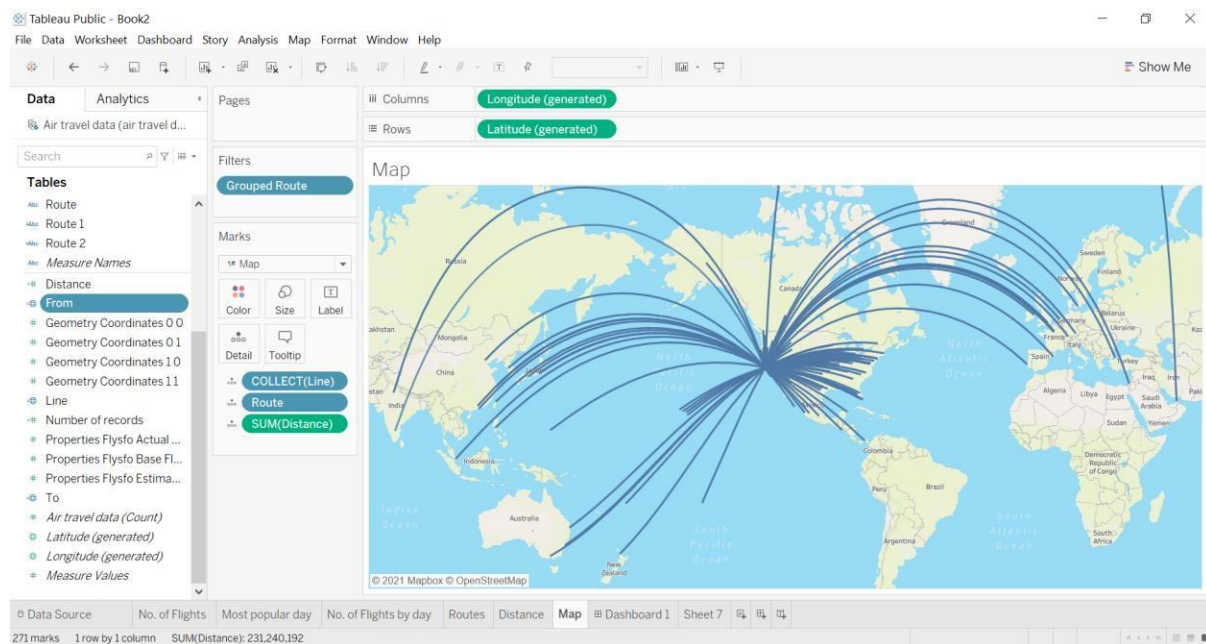 Tableau Public - Book2
File Data Worksheet Dashboard Story Analysis Map Format Window Help
Show Me
Data Analytics
Air travel data (air travel d...
Search
Tables
Abc Route
Abc Route 1
Abc Route 2
Abc Measure Names
Distance
From
Geometry Coordinates 0 0
Geometry Coordinates 0 1
Geometry Coordinates 1 0
Geometry Coordinates 1 1
Line
Number of records
Properties Flysfo Actual ...
Properties Flysfo Base Fl...
Properties Flysfo Estima...
To
Air travel data (Count)
Latitude (generated)
Longitude (generated)
Measure Values
Pages
Filters
Grouped Route
Marks
Map
Color Size Label
Detail Tooltip
COLLECT(Line)
Route
SUM(Distance)
Columns Longitude (generated)
Rows Latitude (generated)
Map
Greenland
Sweden
Russia
Norway Finland
Canada
Belarus
Germany
Ukraine
akhstan
Mongolia
France
Italy
Spain
Turkey
China
North
Pacific
Ocean
North
Atlantic
Ocean
Iraq
Iran
Paki
stan
India
Algeria Libya Egypt Saudi
Arabia
Sudan
Yemen
Colombia
Indonesia
Democratic
Republic
of Congo
Peru
Brazil
Indian
Ocean
Australia
South
Pacific
Ocean
South
Atlantic
Ocean
South
Africa
Argentina
New
Zealand
© 2021 Mapbox © OpenStreetMap
Data Source No. of Flights Most popular day No. of Flights by day Routes Distance Map Dashboard 1 Sheet 7
271 marks 1 row by 1 column SUM(Distance): 231,240,192